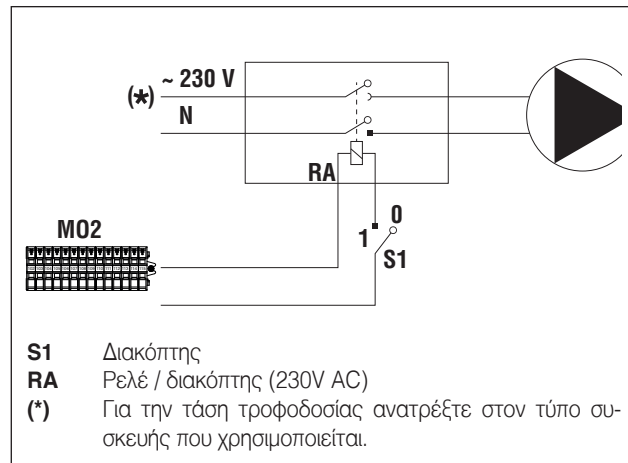 ~ 230 V
(*)
N
RA
0
1
S1
M02
S1 Διακόπτης
RA Ρελέ / διακόπτης (230V AC)
(*) Για την τάση τροφοδοσίας ανατρέξτε στον τύπο συ-
σκευής που χρησιμοποιείται.